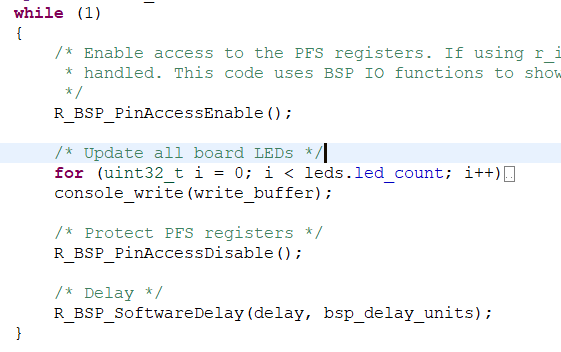 while (1)
{
/* Enable access to the PFS registers. If using r_i
* handled. This code uses BSP IO functions to show
*/
R_BSP_PinAccessEnable();
/* Update all board LEDs */
for (uint32_t i = 0; i < leds.led_count; i++)
console_write(write_buffer);
/* Protect PFS registers */
R_BSP_PinAccessDisable();
/* Delay */
R_BSP_SoftwareDelay(delay, bsp_delay_units);
}